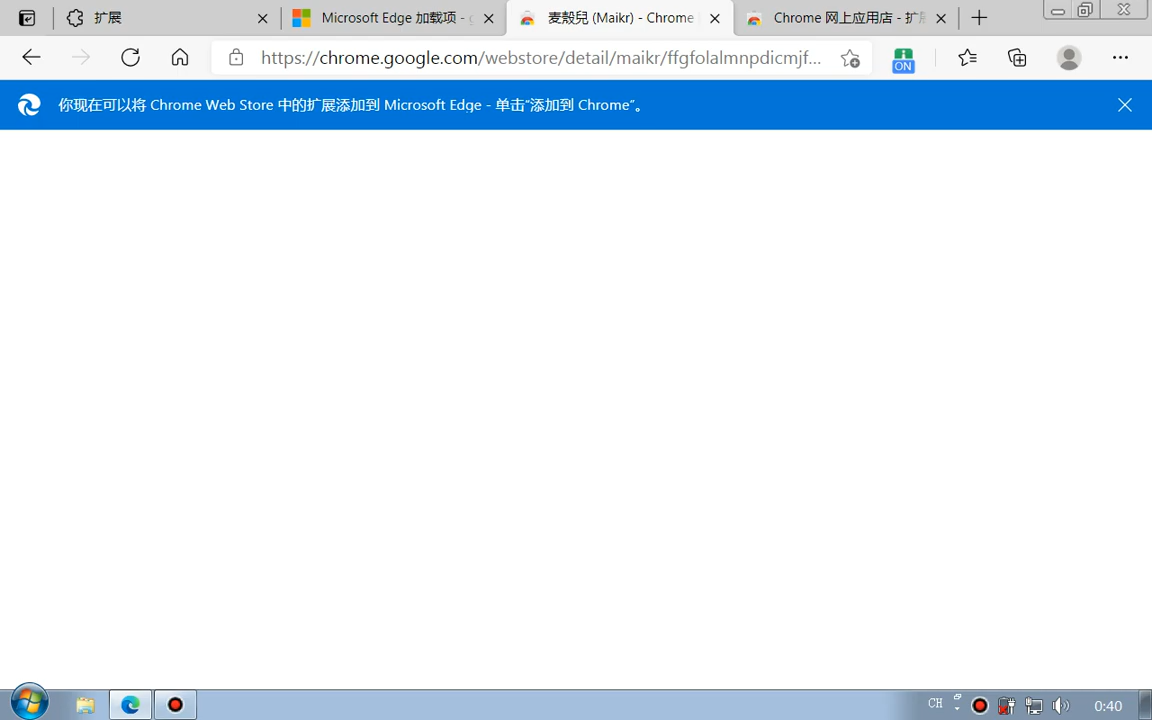 扩展
Microsoft Edge 加载项 -
麦殼兒 (Maikr) - Chrome
Chrome 网上应用店 - 扩
https://chrome.google.com/webstore/detail/maikr/ffgfolalmnpdicmjf...
ON
你现在可以将 Chrome Web Store 中的扩展添加到 Microsoft Edge - 单击"添加到 Chrome"。
CH
0:40